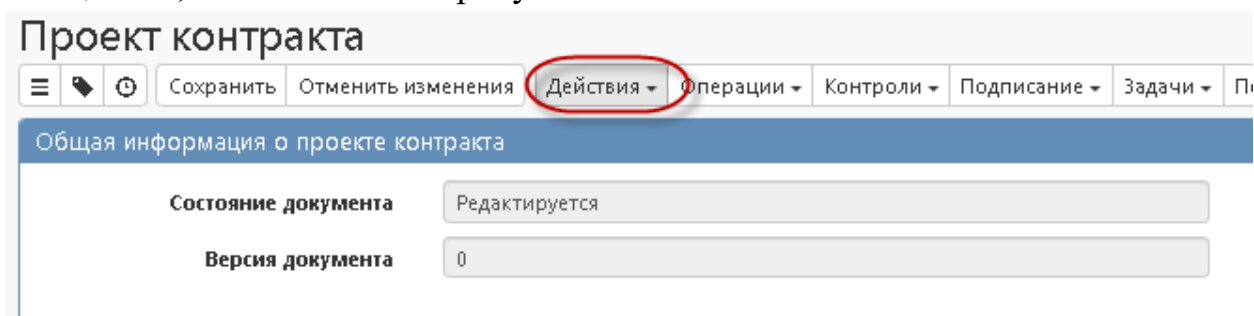 Проект контракта
Сохранить Отменить изменения Действия Операции Контроли Подписание Задачи
Общая информация о проекте контракта
Состояние документа Редактируется
Версия документа 0